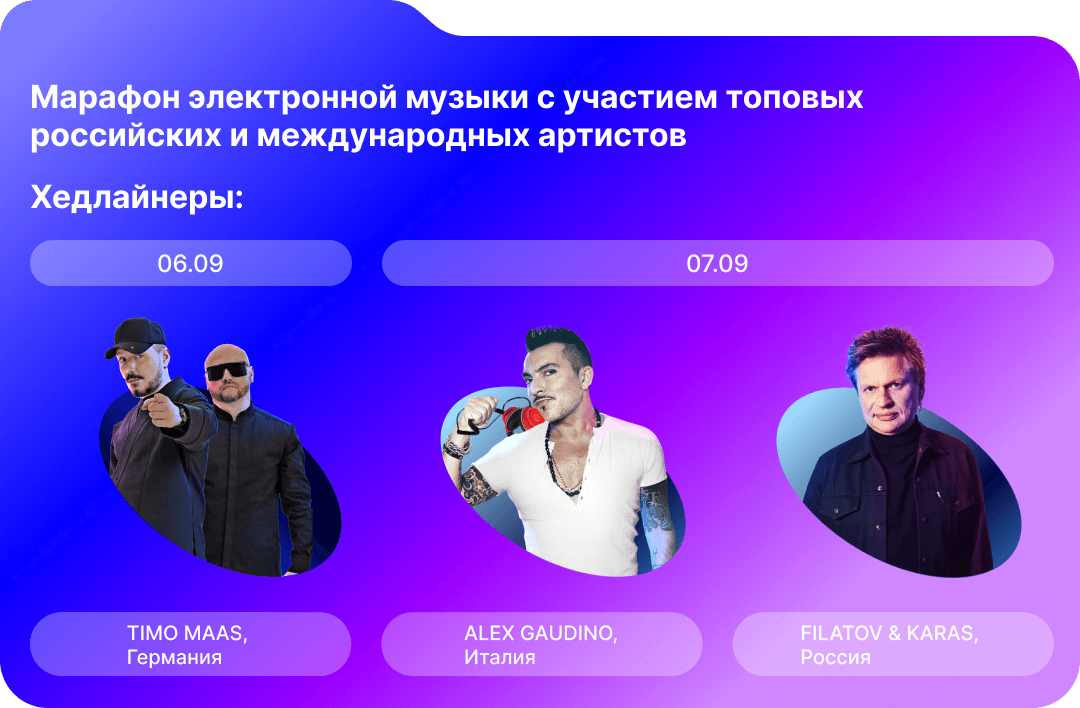 Марафон электронной музыки с участием топовых
российских и международных артистов
Хедлайнеры:
06.09
07.09
TIMO MAAS,
Германия
ALEX GAUDINO,
Италия
FILATOV & KARAS,
Россия